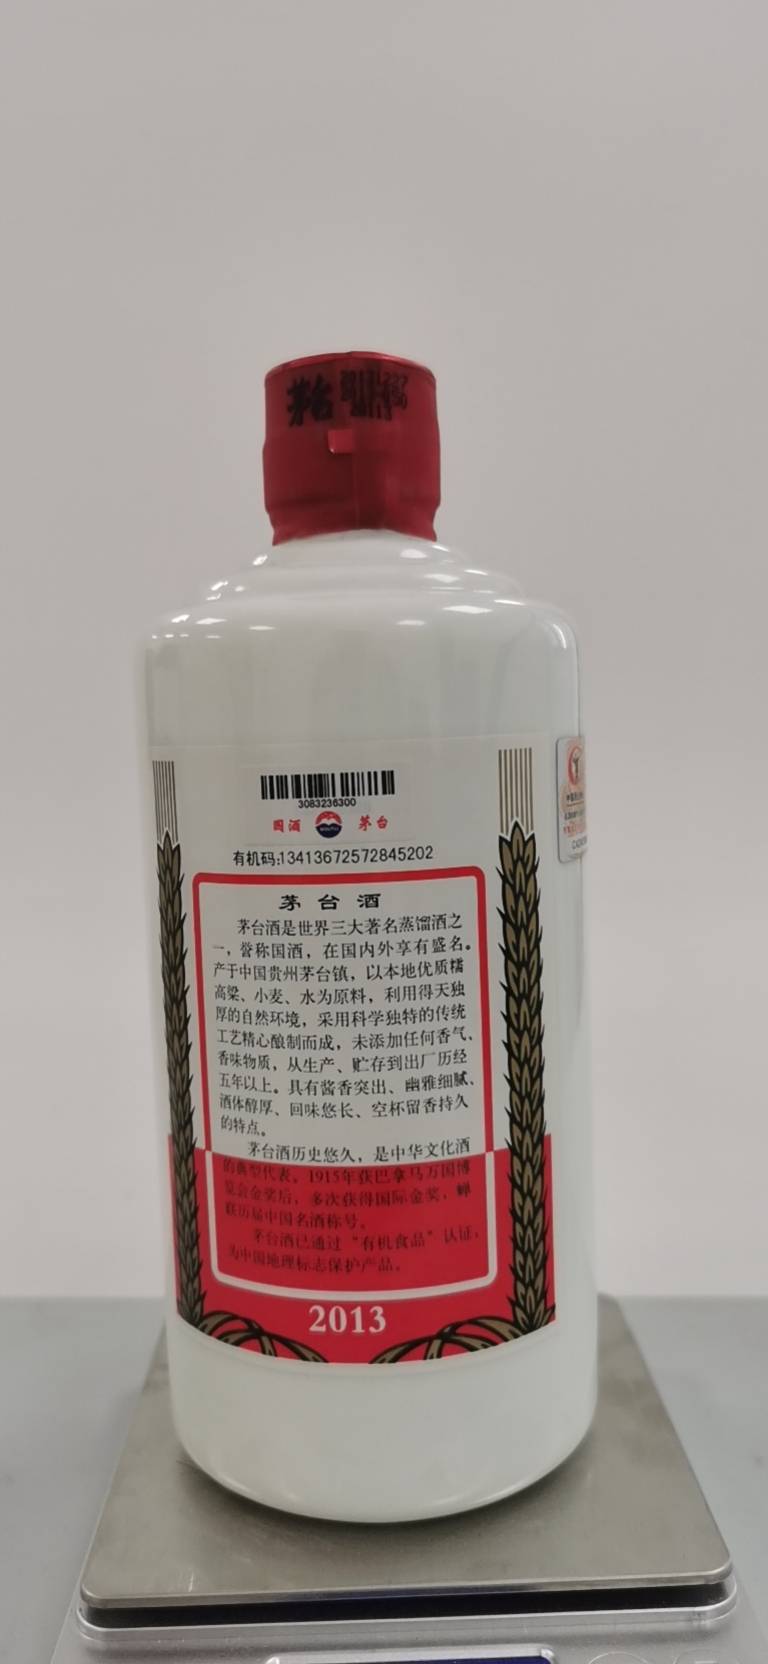 茅台
3083236300
国酒 茅台
有机码:13413672572845202
茅台酒
茅台酒是世界三大著名蒸馏酒之
一，誉称国酒，在国内外享有盛名。
产于中国贵州茅台镇，以本地优质糯
高粱、小麦、水为原料，利用得天独
厚的自然环境，采用科学独特的传统
工艺精心酿制而成，未添加任何香气、
香味物质，从生产、贮存到出厂历经
五年以上。具有酱香突出、幽雅细腻、
酒体醇厚、回味悠长、空杯留香持久
的特点。
茅台酒历史悠久，是中华文化酒
的典型代表。1915年获巴拿马万国博
览会金奖后，多次获得国际金奖，蝉
联历届中国名酒称号。
茅台酒已通过“有机食品”认证，
为中国地理标志保护产品。
2013